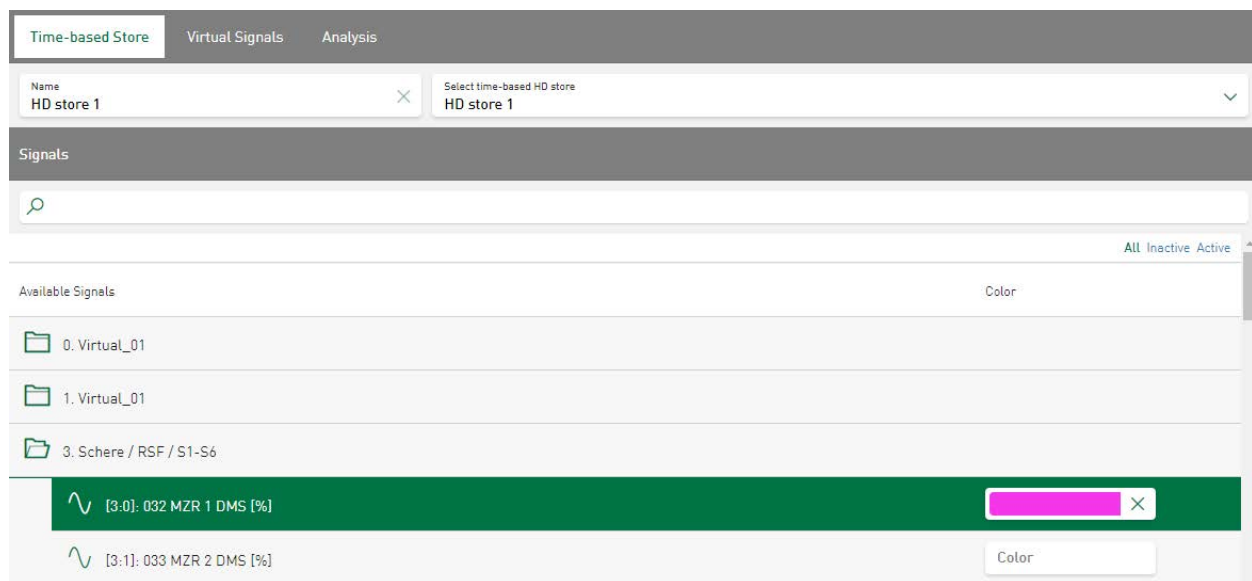 Time-based Store Virtual Signals Analysis
Name
HD store 1
Select time-based HD store
HD store 1
Signals
All Inactive Active
Available Signals Color
0. Virtual_01
1. Virtual_01
3. Schere / RSF / S1-S6
[3:0]: 032 MZR 1 DMS [%]
[3:1]: 033 MZR 2 DMS [%] Color